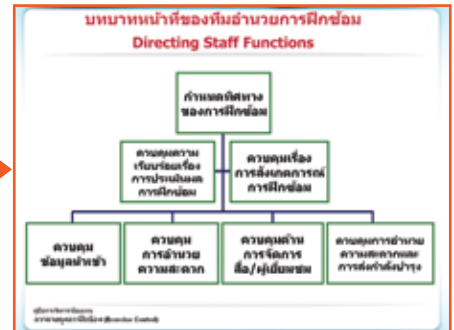 บทบาทหน้าที่ของทีมอำนวยการฝึกซ้อม
Directing Staff Functions
กำหนดทิศทาง
ของการฝึกซ้อม
ควบคุมความ
เรียบร้อยเรื่อง
การประเมินผล
การฝึกซ้อม
ควบคุมเรื่อง
การสังเกตการณ์
การฝึกซ้อม
ควบคุม
ข้อมูลนำเข้า
ควบคุม
การอำนวย
ความสะดวก
ควบคุมด้าน
การจัดการ
สื่อ/ผู้เยี่ยมชม
ควบคุมการอำนวย
ความสะดวกและ
การส่งกำลังบำรุง
(Exercise Control)